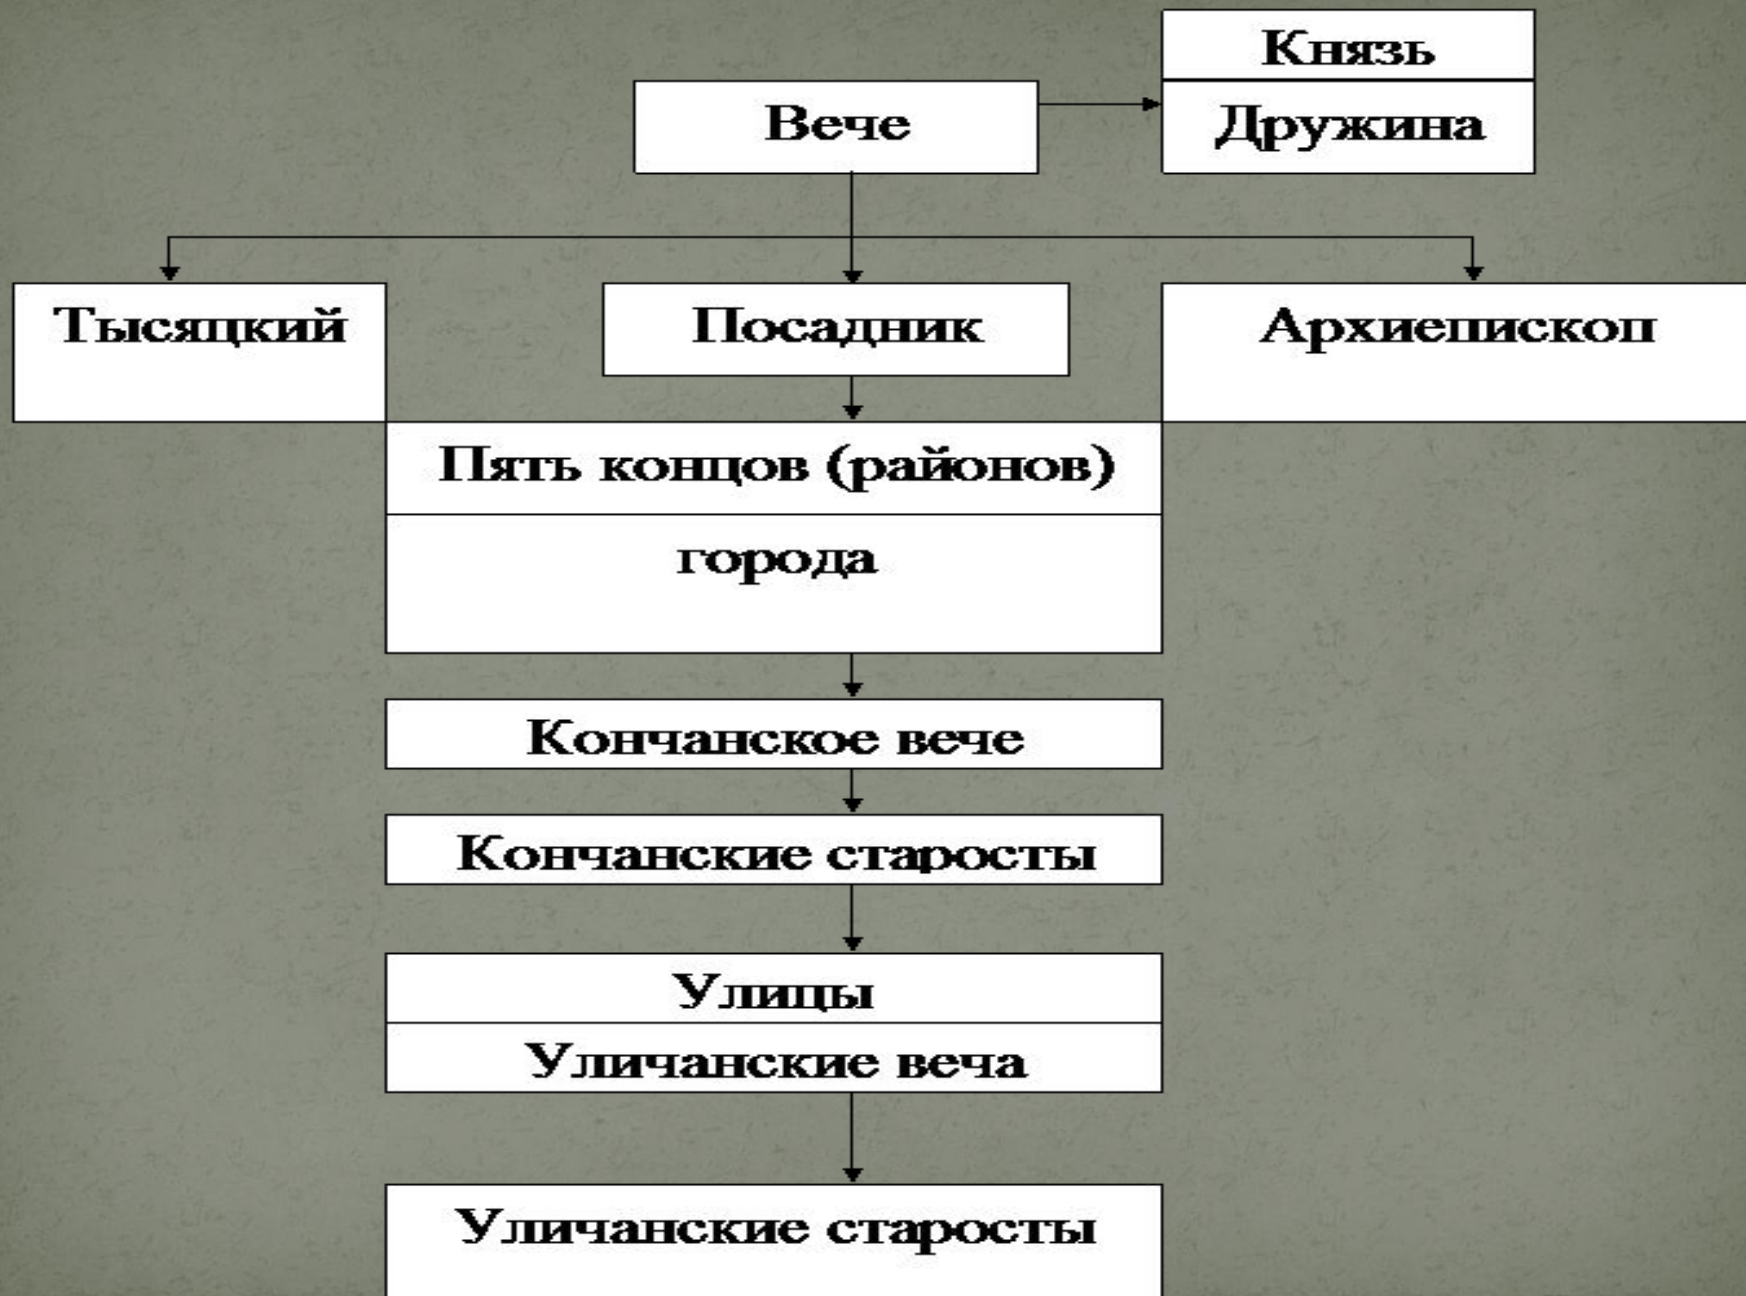 Князь
Вече
Дружина
Тысяцкий
Посадник
Архиепископ
Пять концов (районов)
города
Кончанское вече
Кончанские старосты
Улицы
Уличанские веча
Уличанские старосты